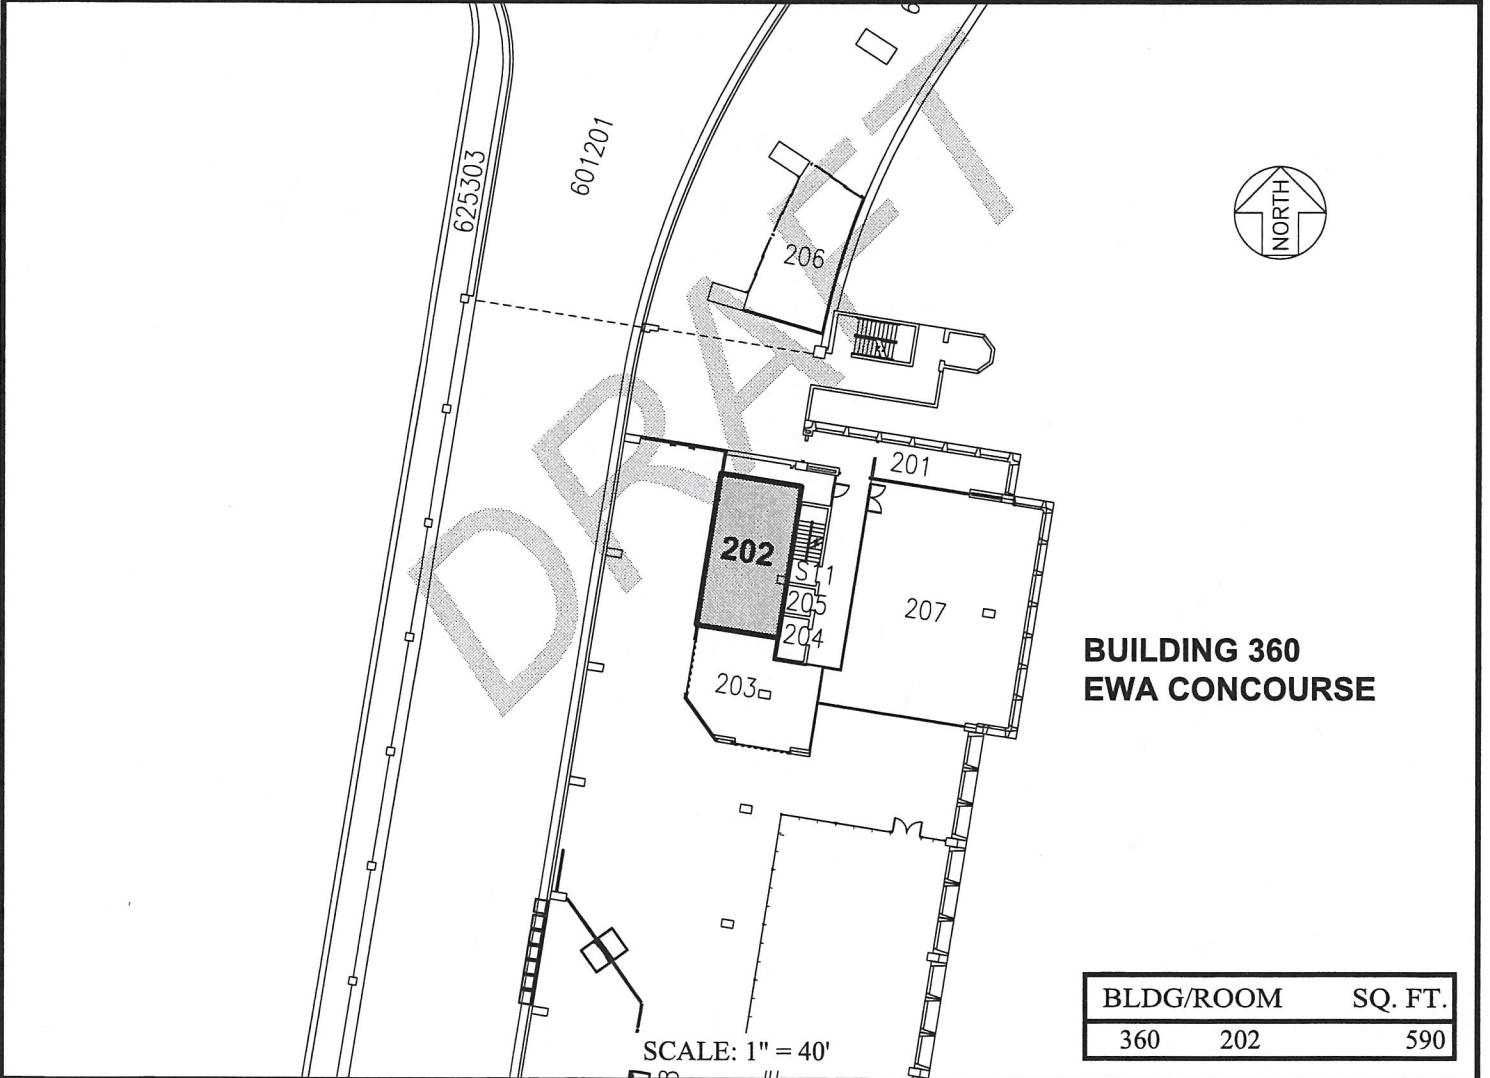 625303
601201
NORTH
206
DRAFT
201
202
ST1
205
207
204
203
BUILDING 360
EWA CONCOURSE
BLDG/ROOM SQ. FT.
360 202 590
SCALE: 1" = 40'